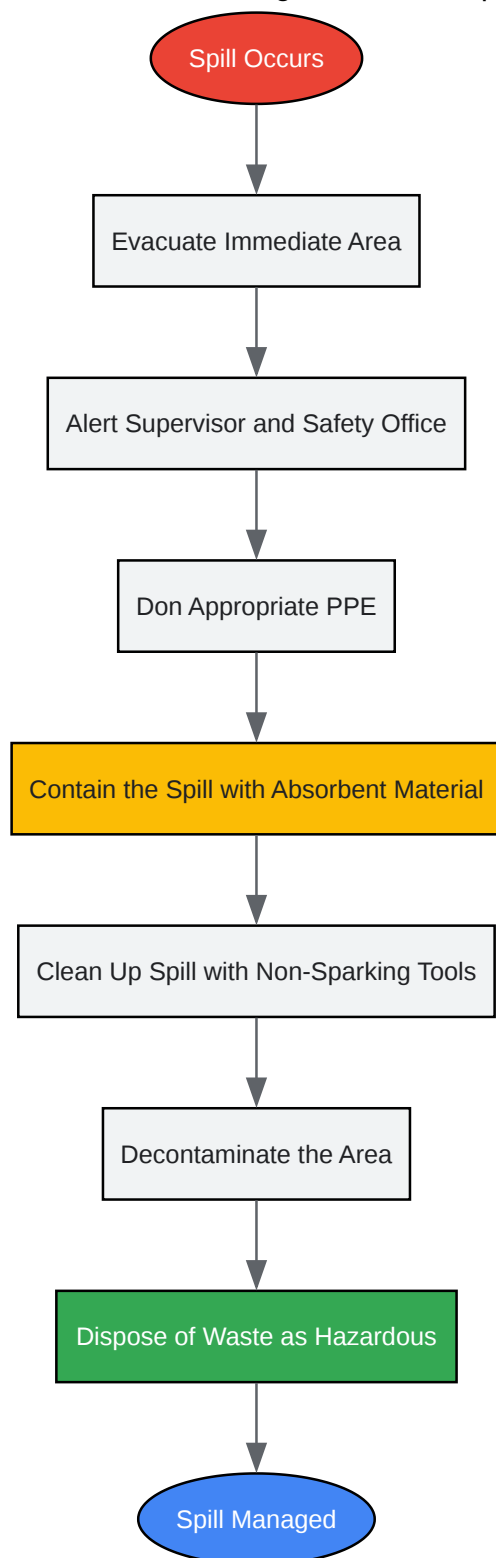 Spill Occurs
Evacuate Immediate Area
Alert Supervisor and Safety Office
Don Appropriate PPE
Contain the Spill with Absorbent Material
Clean Up Spill with Non-Sparking Tools
Decontaminate the Area
Dispose of Waste as Hazardous
Spill Managed